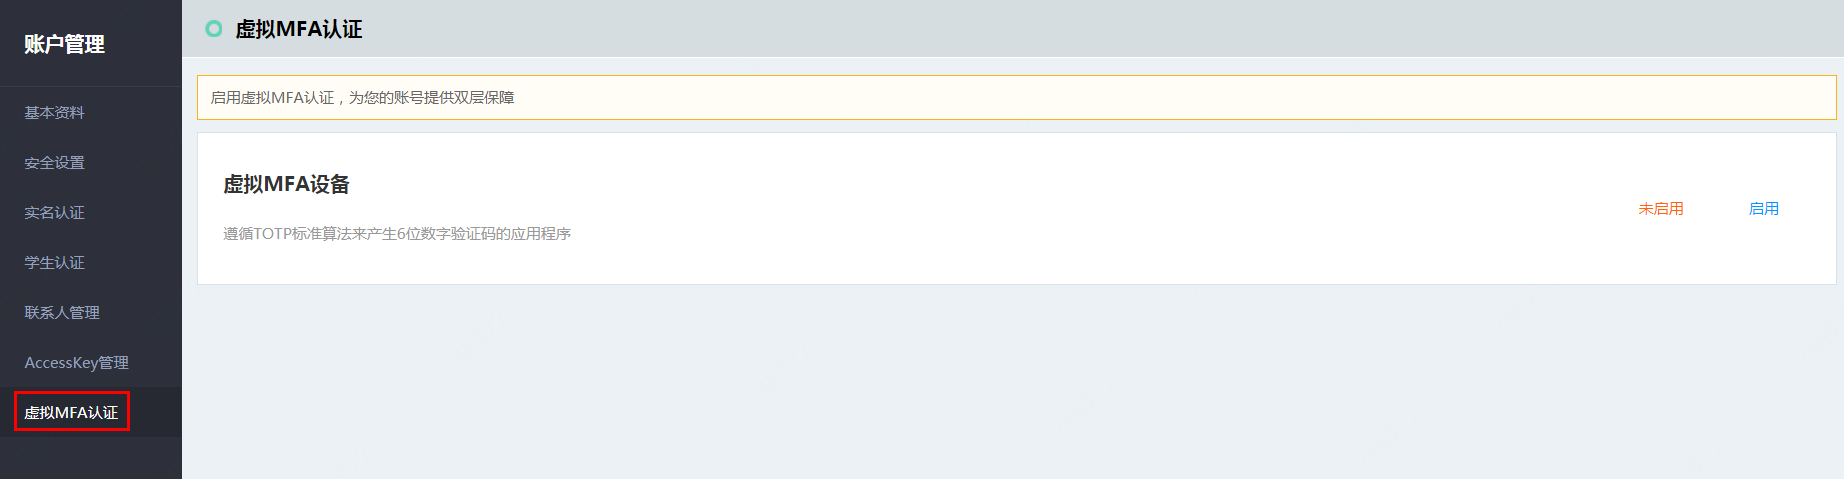 账户管理
基本资料
安全设置
实名认证
学生认证
联系人管理
AccessKey管理
虚拟MFA认证
虚拟MFA认证
启用虚拟MFA认证，为您的账号提供双层保障
虚拟MFA设备
遵循TOTP标准算法来产生6位数字验证码的应用程序
未启用
启用